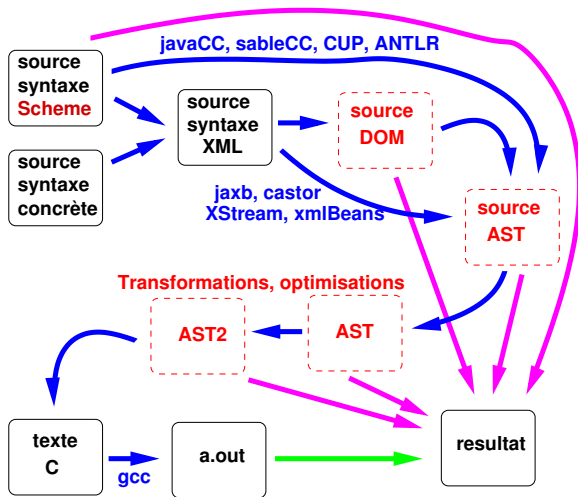 javaCC, sableCC, CUP, ANTLR
source
syntaxe
Scheme
source
syntaxe
XML
source
DOM
source
syntaxe
concrète
jaxb, castor
XStream, xmlBeans
source
AST
Transformations, optimisations
AST2
AST
texte
C
gcc
a.out
resultat